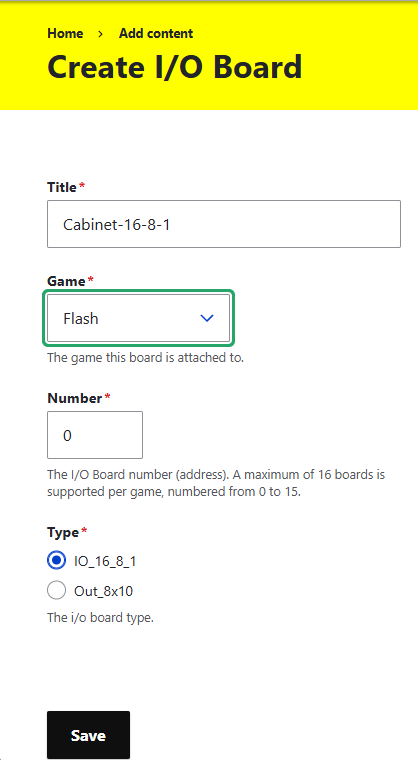 Home > Add content
Create I/O Board
Title*
Cabinet-16-8-1
Game*
Flash
The game this board is attached to.
Number*
0
The I/O Board number (address). A maximum of 16 boards is
supported per game, numbered from 0 to 15.
Type*
IO_16_8_1
Out_8x10
The i/o board type.
Save